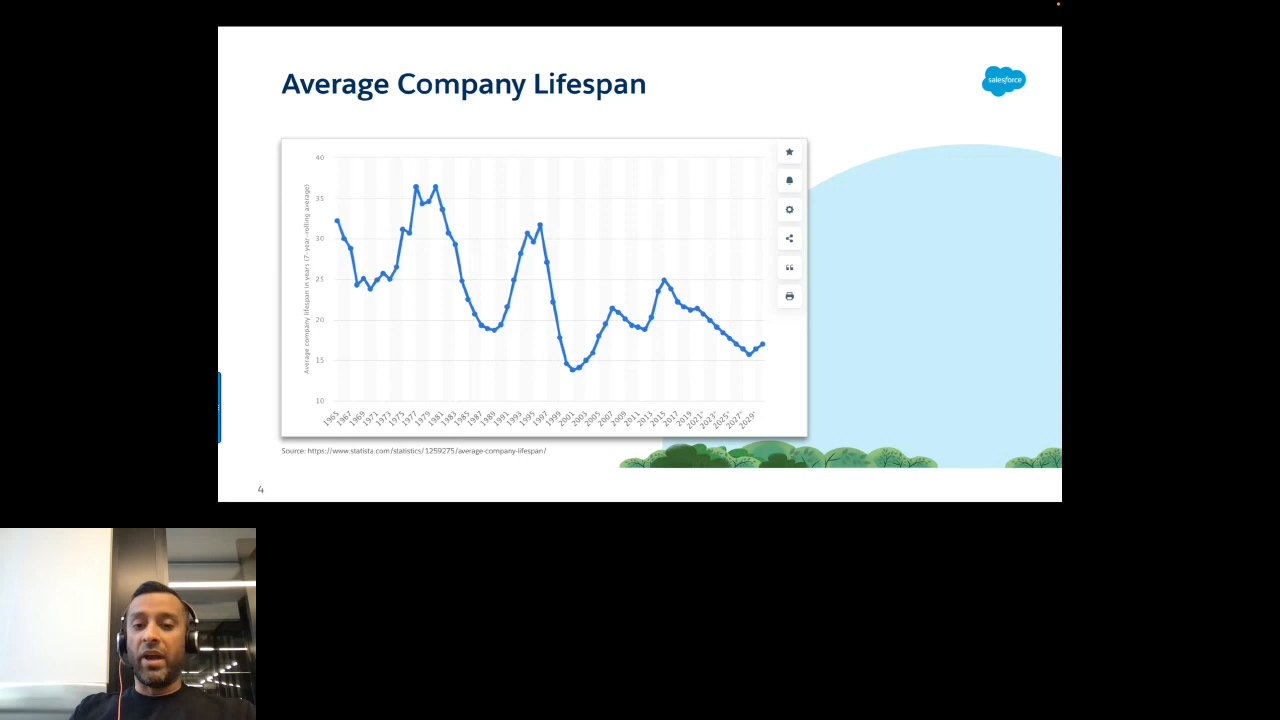 Average Company Lifespan
salesforce
Average company lifespan in years (7-year-rolling average)
40
35
30
25
20
15
10
1965 1967 1969 1971 1973 1975 1977 1979 1981 1983 1985 1987 1989 1991 1993 1995 1997 1999 2001 2003 2005 2007 2009 2011 2013 2015 2017 2019 2021* 2023* 2025* 2027* 2029*
Source: https://www.statista.com/statistics/1259275/average-company-lifespan/
4